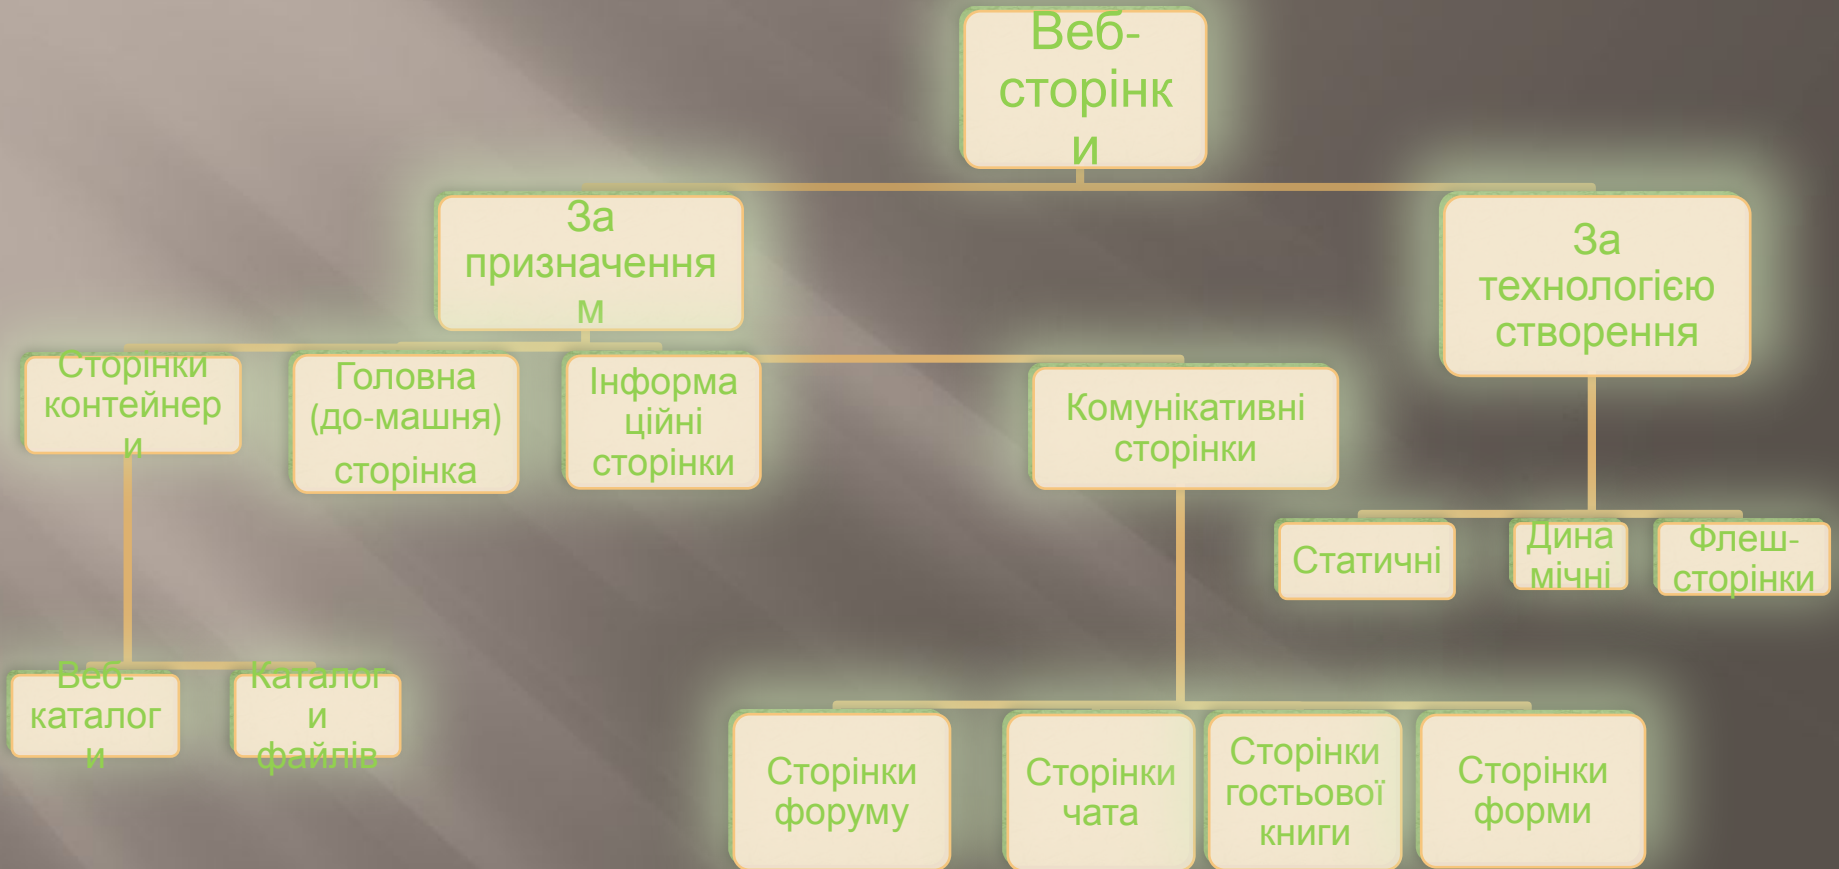 Веб-
сторінк
и
За
призначення
м
За
технологією
створення
Сторінки
контейнер
и
Головна
(до-машня)
сторінка
Інформа
ційні
сторінки
Комунікативні
сторінки
Статичні
Дина
мічні
Флеш-
сторінки
Веб-
каталог
и
Каталог
и
файлів
Сторінки
форуму
Сторінки
чата
Сторінки
гостьової
книги
Сторінки
форми